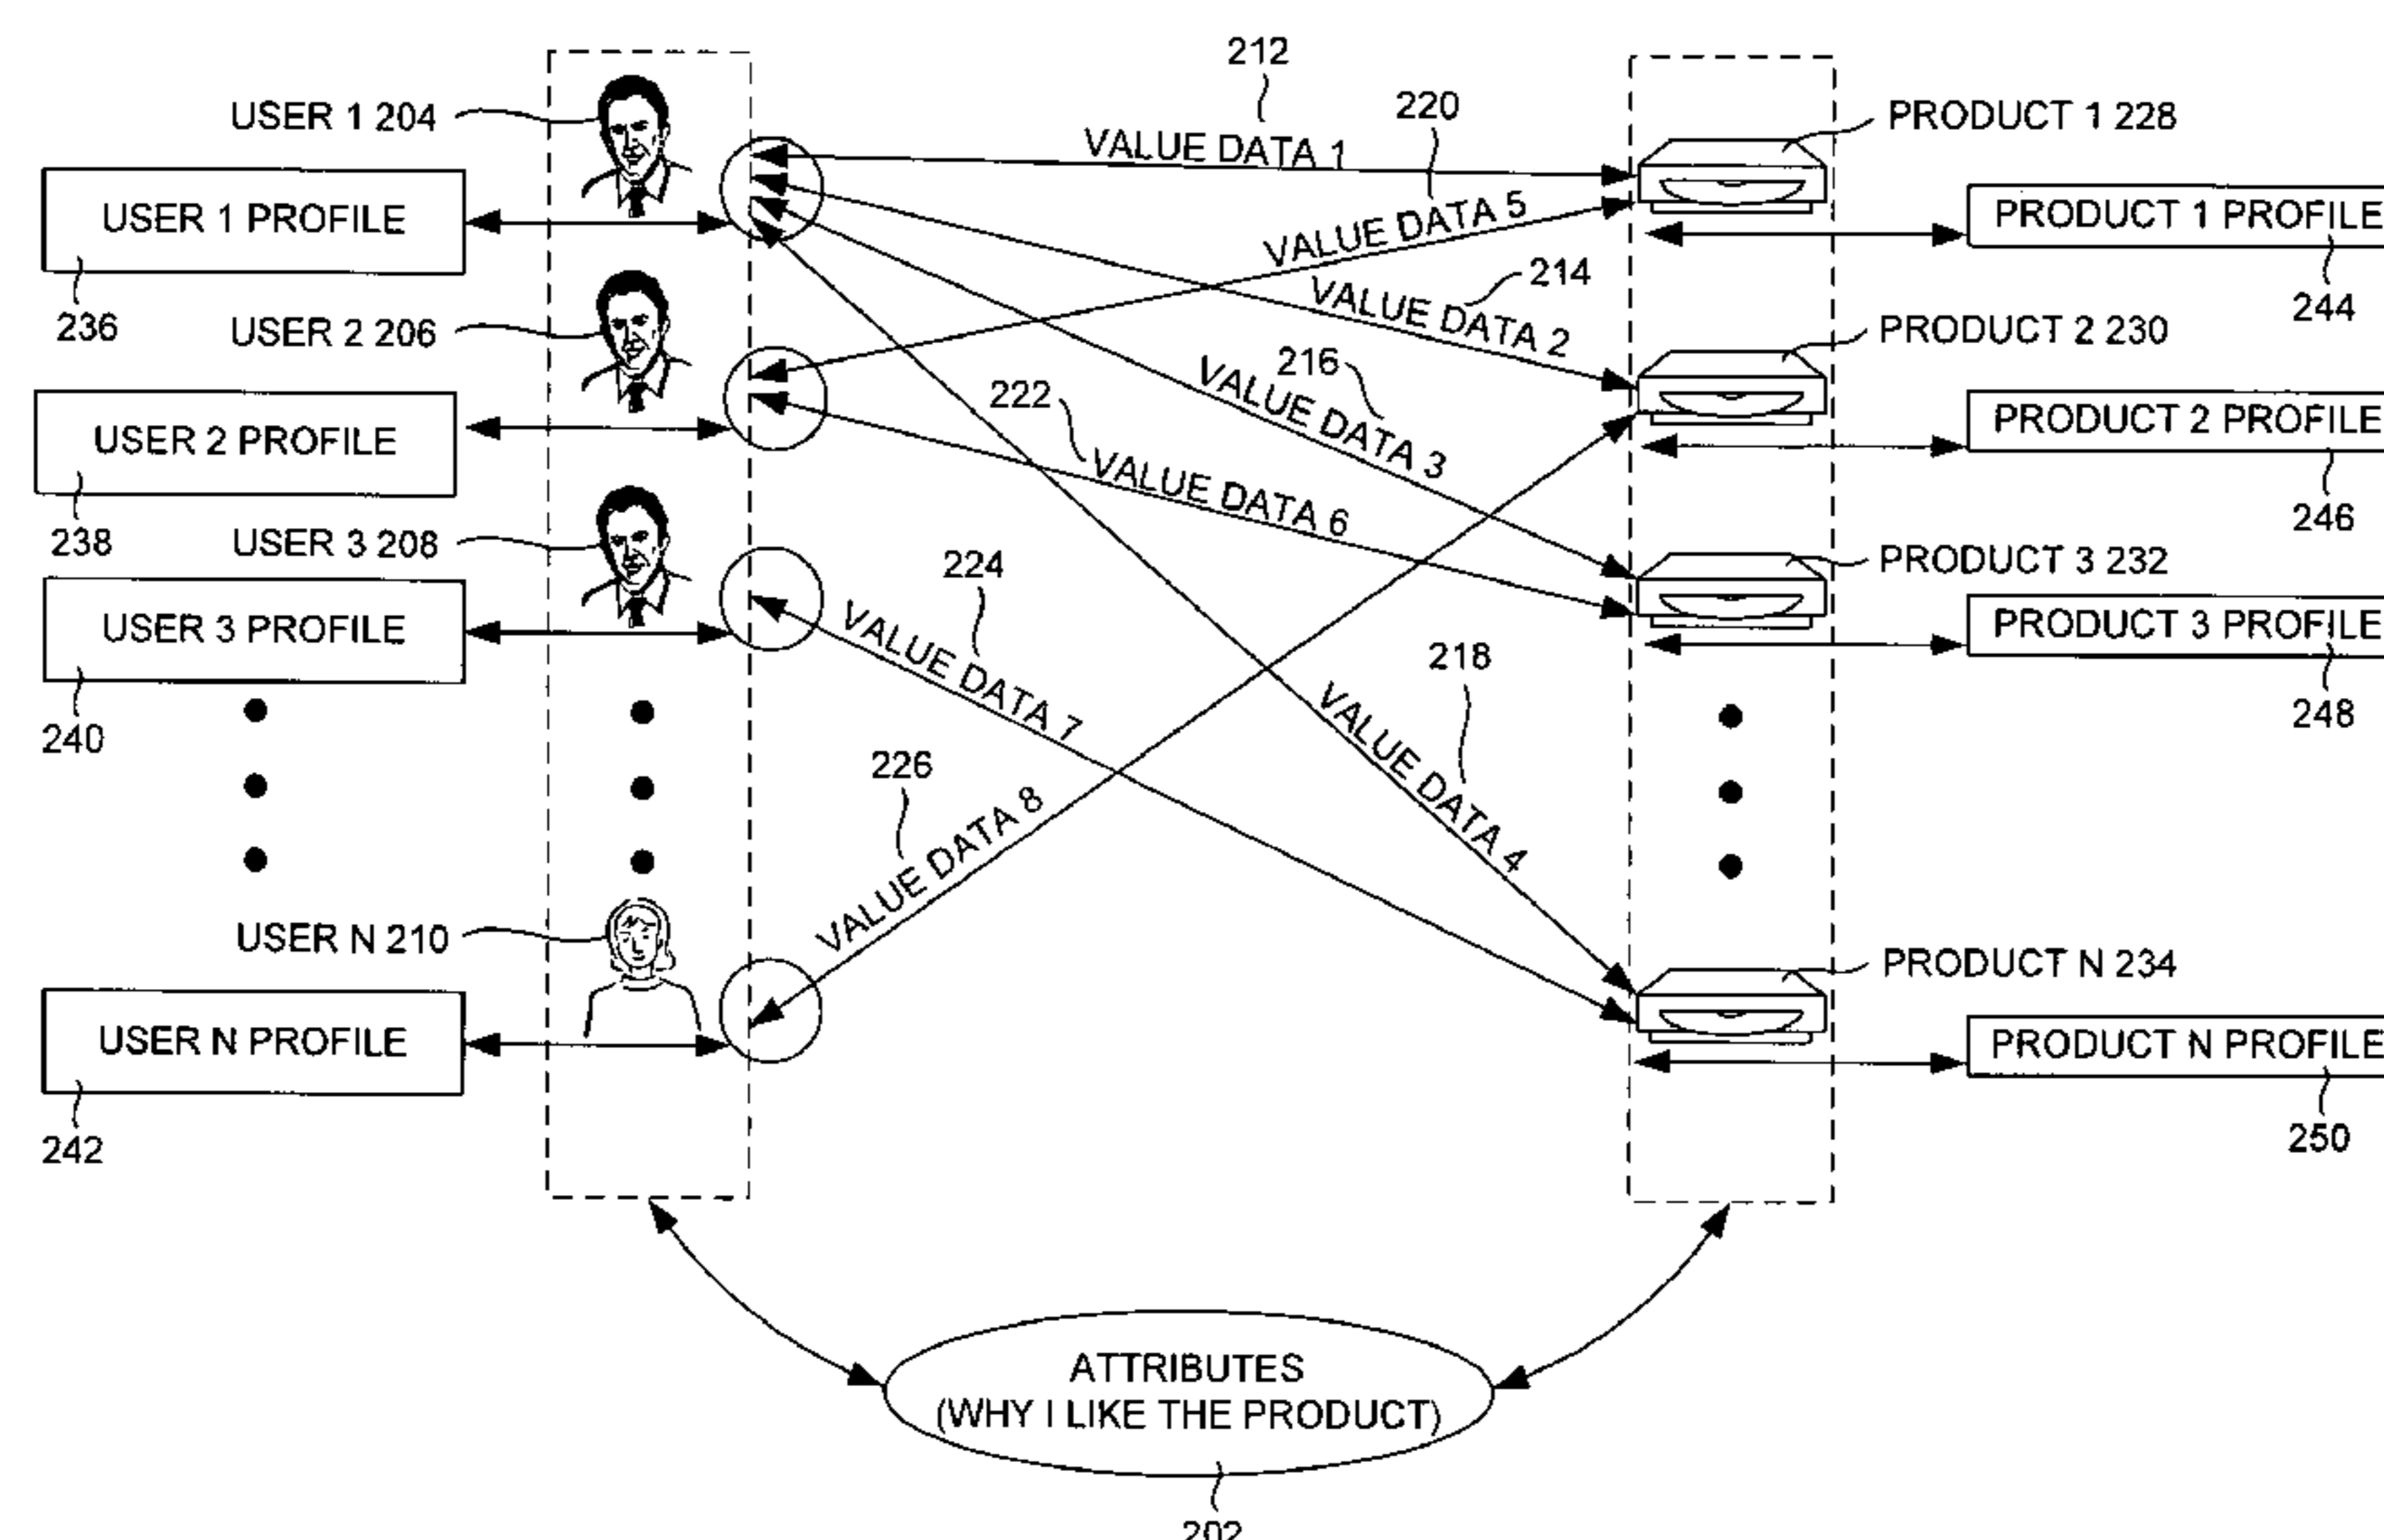 212
220
USER 1 204
VALUE DATA 1
PRODUCT 1 228
USER 1 PROFILE
VALUE DATA 5
PRODUCT 1 PROFILE
236
214
244
USER 2 206
VALUE DATA 2
PRODUCT 2 230
216
222
VALUE DATA 3
USER 2 PROFILE
PRODUCT 2 PROFILE
VALUE DATA 6
238
246
USER 3 208
224
PRODUCT 3 232
USER 3 PROFILE
VALUE DATA 7
PRODUCT 3 PROFILE
218
240
248
226
VALUE DATA 4
VALUE DATA 8
USER N 210
PRODUCT N 234
USER N PROFILE
PRODUCT N PROFILE
242
250
ATTRIBUTES
(WHY I LIKE THE PRODUCT)
202